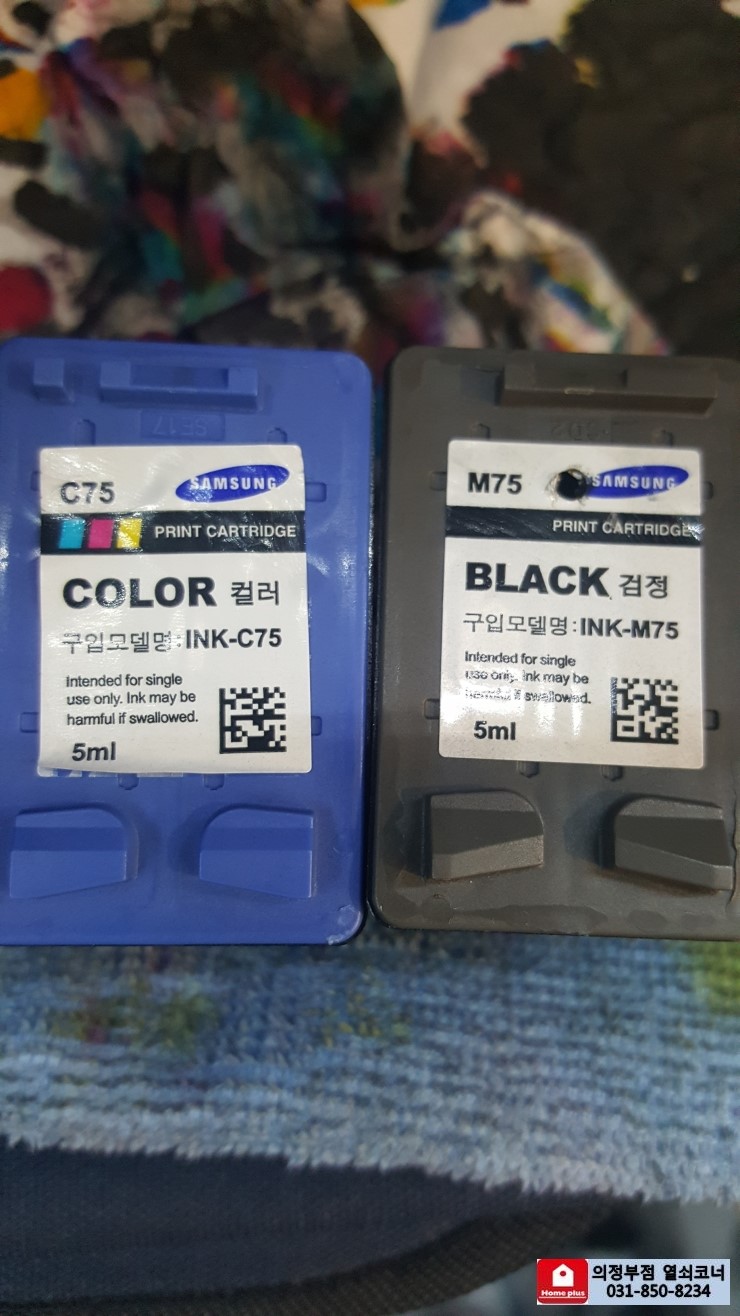 C75 SAMSUNG
PRINT CARTRIDGE
COLOR 컬러
구입모델명:INK-C75
Intended for single
use only. Ink may be
harmful if swallowed.
5ml
M75 SAMSUNG
PRINT CARTRIDGE
BLACK 검정
구입모델명:INK-M75
Intended for single
use only. Ink may be
harmful if swallowed.
5ml
Home plus
의정부점 열쇠코너
031-850-8234